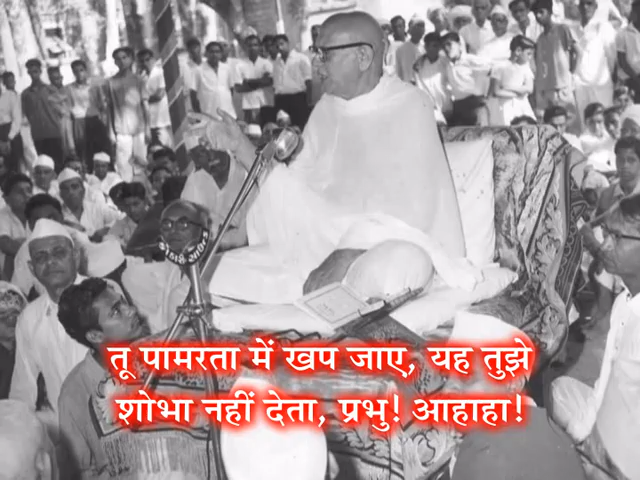 तू पामरता में खप जाए, यह तुझे
शोभा नहीं देता, प्रभु! आहाहा!